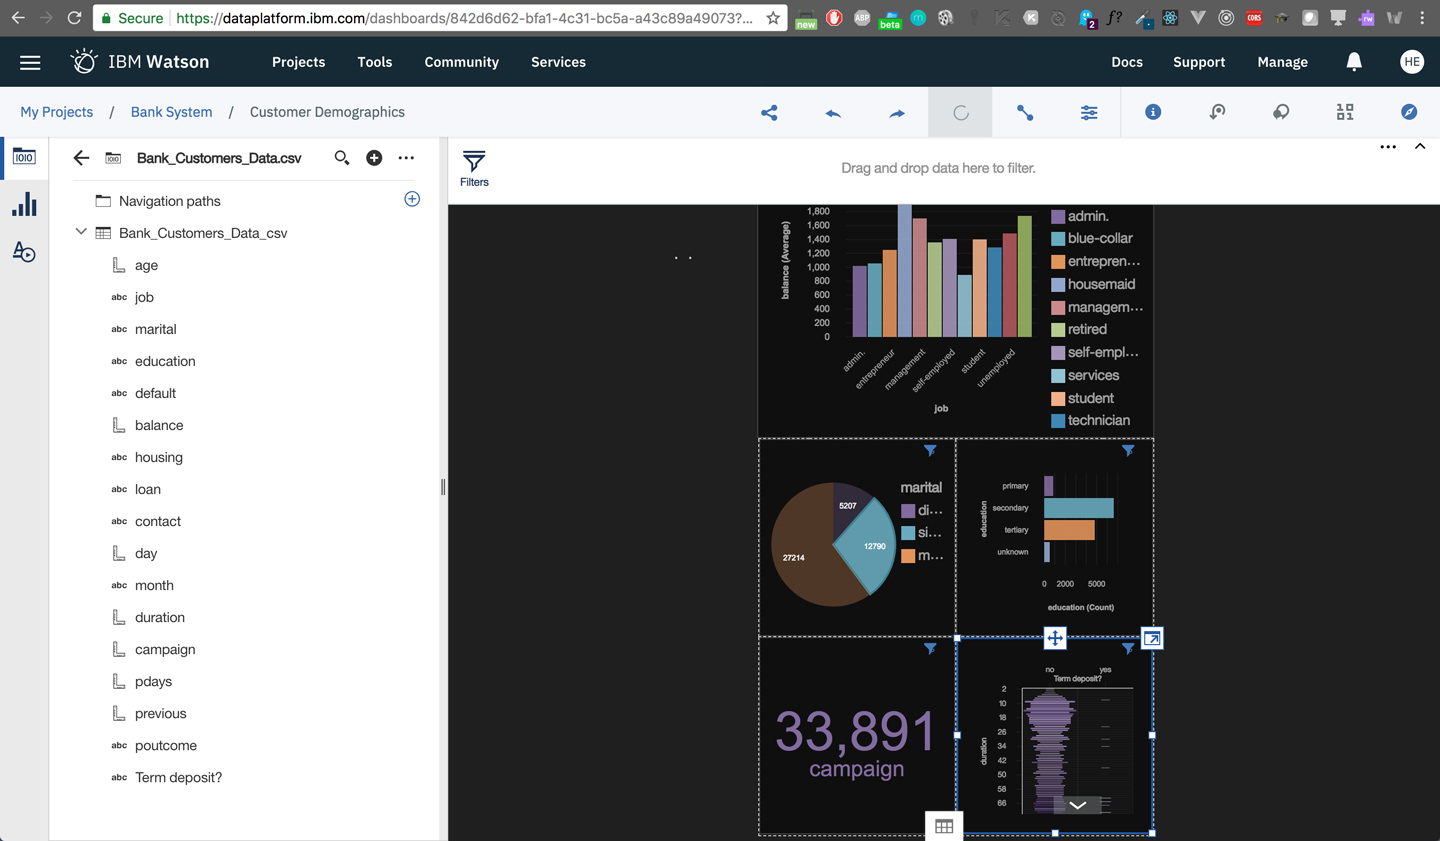 Secure https://dataplatform.ibm.com/dashboards/842d6d62-bfa1-4c31-bc5a-a43c89a49073?...
new
ABP
beta
m
K
f?
2
CORS
rw
IBM Watson
Projects Tools Community Services
Docs Support Manage HE
My Projects / Bank System / Customer Demographics
Bank_Customers_Data.csv
Navigation paths
Bank_Customers_Data_csv
age
abc job
abc marital
abc education
abc default
balance
abc housing
abc loan
abc contact
day
abc month
duration
campaign
pdays
previous
abc poutcome
abc Term deposit?
Filters
Drag and drop data here to filter.
balance (Average)
1,800
1,600
1,400
1,200
1,000
800
600
400
200
0
admin.
entrepreneur
management
self-employed
student
unemployed
job
admin.
blue-collar
entrepren...
housemaid
managem...
retired
self-empl...
services
student
technician
5207
12790
27214
marital
di...
si...
m...
education
primary
secondary
tertiary
unknown
0 2000 5000
education (Count)
33,891
campaign
no yes
Term deposit?
duration
2
10
18
26
34
42
50
58
66